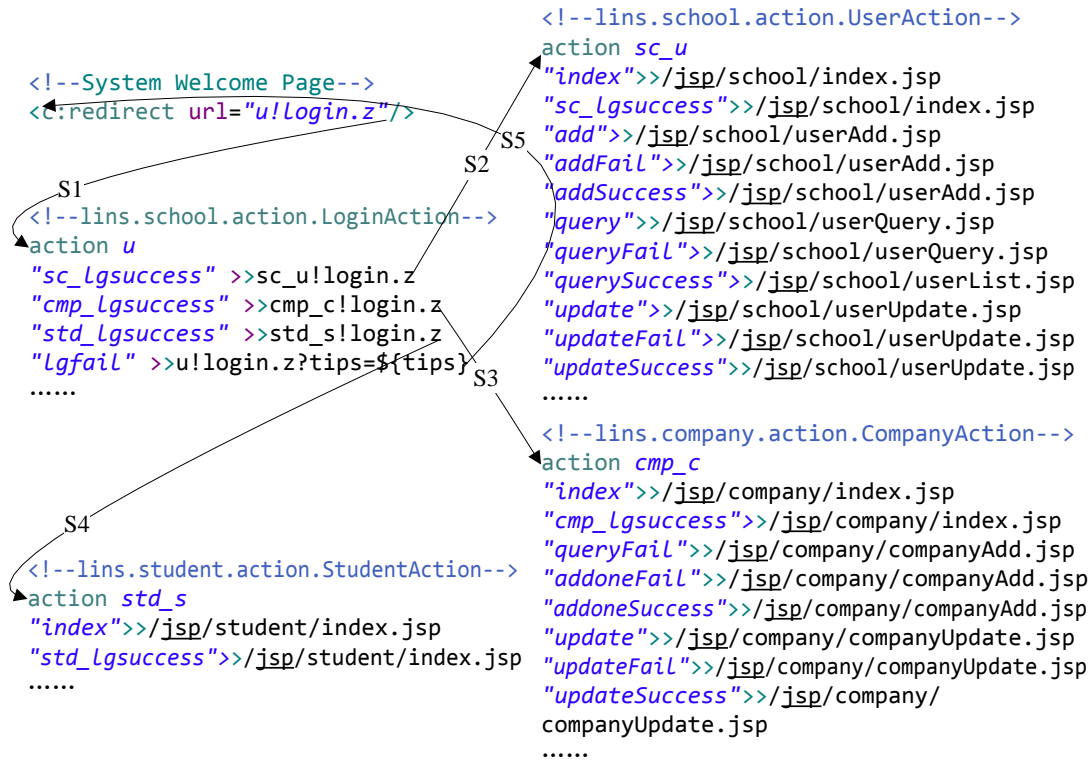 <!--System Welcome Page-->
<c:redirect url="u!login.z"/>
S1
<!--lins.school.action.LoginAction-->
action u
"sc_lgsuccess" >>sc_u!login.z
"cmp_lgsuccess" >>cmp_c!login.z
"std_lgsuccess" >>std_s!login.z
"lgfail" >>u!login.z?tips=${tips}
......
S2
S5
S3
S4
<!--lins.student.action.StudentAction-->
action std_s
"index">>/jsp/student/index.jsp
"std_lgsuccess">>/jsp/student/index.jsp
......
<!--lins.school.action.UserAction-->
action sc_u
"index">>/jsp/school/index.jsp
"sc_lgsuccess">>/jsp/school/index.jsp
"add">>/jsp/school/userAdd.jsp
"addFail">>/jsp/school/userAdd.jsp
"addSuccess">>/jsp/school/userAdd.jsp
"query">>/jsp/school/userQuery.jsp
"queryFail">>/jsp/school/userQuery.jsp
"querySuccess">>/jsp/school/userList.jsp
"update">>/jsp/school/userUpdate.jsp
"updateFail">>/jsp/school/userUpdate.jsp
"updateSuccess">>/jsp/school/userUpdate.jsp
......
<!--lins.company.action.CompanyAction-->
action cmp_c
"index">>/jsp/company/index.jsp
"cmp_lgsuccess">>/jsp/company/index.jsp
"queryFail">>/jsp/company/companyAdd.jsp
"addoneFail">>/jsp/company/companyAdd.jsp
"addoneSuccess">>/jsp/company/companyAdd.jsp
"update">>/jsp/company/companyUpdate.jsp
"updateFail">>/jsp/company/companyUpdate.jsp
"updateSuccess">>/jsp/company/
companyUpdate.jsp
......